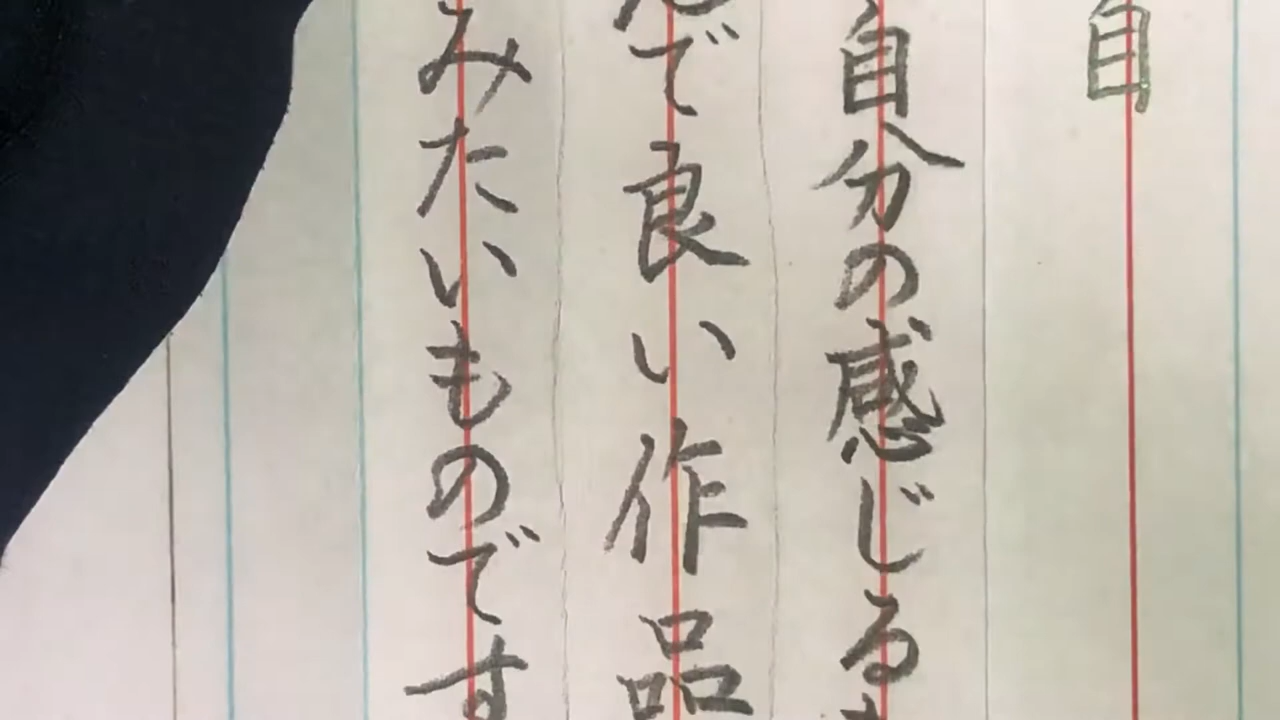 自
自分の感じる
で良い作品
みたいものです